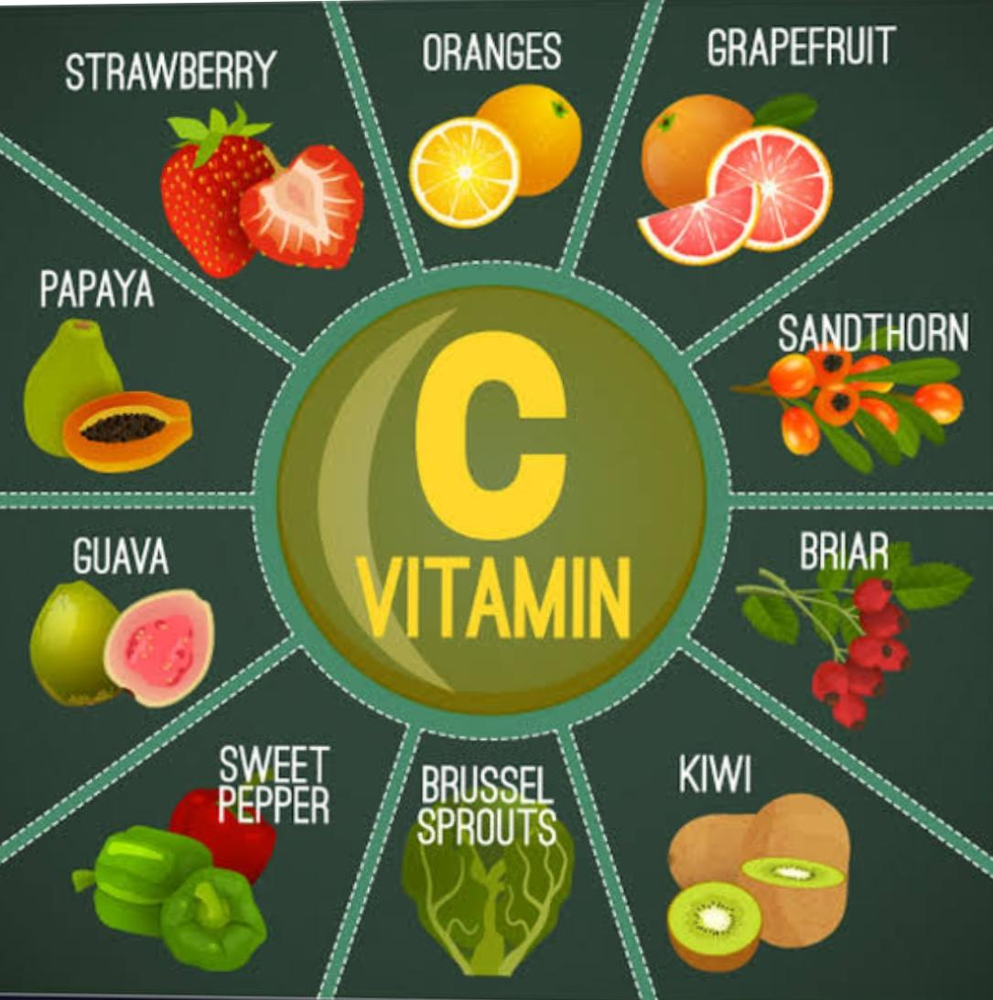 STRAWBERRY
ORANGES
GRAPEFRUIT
PAPAYA
SANDTHORN
C
VITAMIN
GUAVA
BRIAR
SWEET
PEPPER
BRUSSEL
SPROUTS
KIWI